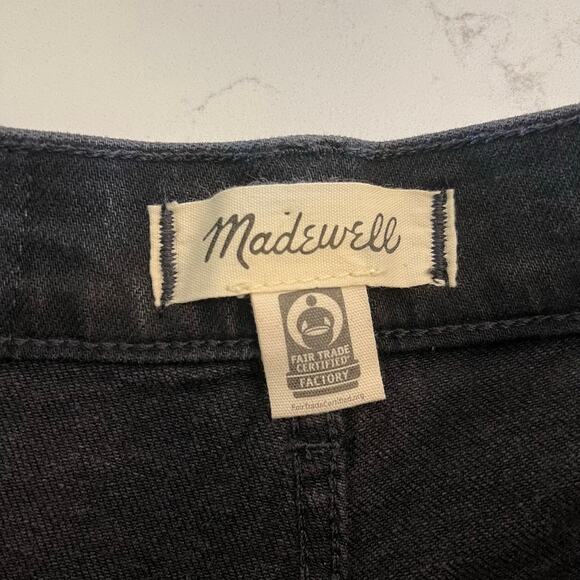 Madewell
FAIR TRADE
CERTIFIED
FACTORY
FairTradeCertified.org